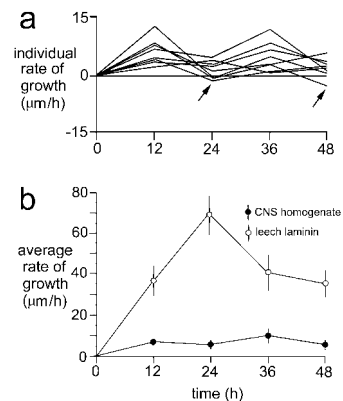 a
15
individual
rate of
growth
(μm/h)
0
-15
0 12 24 36 48
b
80
60
average
rate of
growth
(μm/h)
40
20
0
CNS homogenate
leech laminin
0 12 24 36 48
time (h)